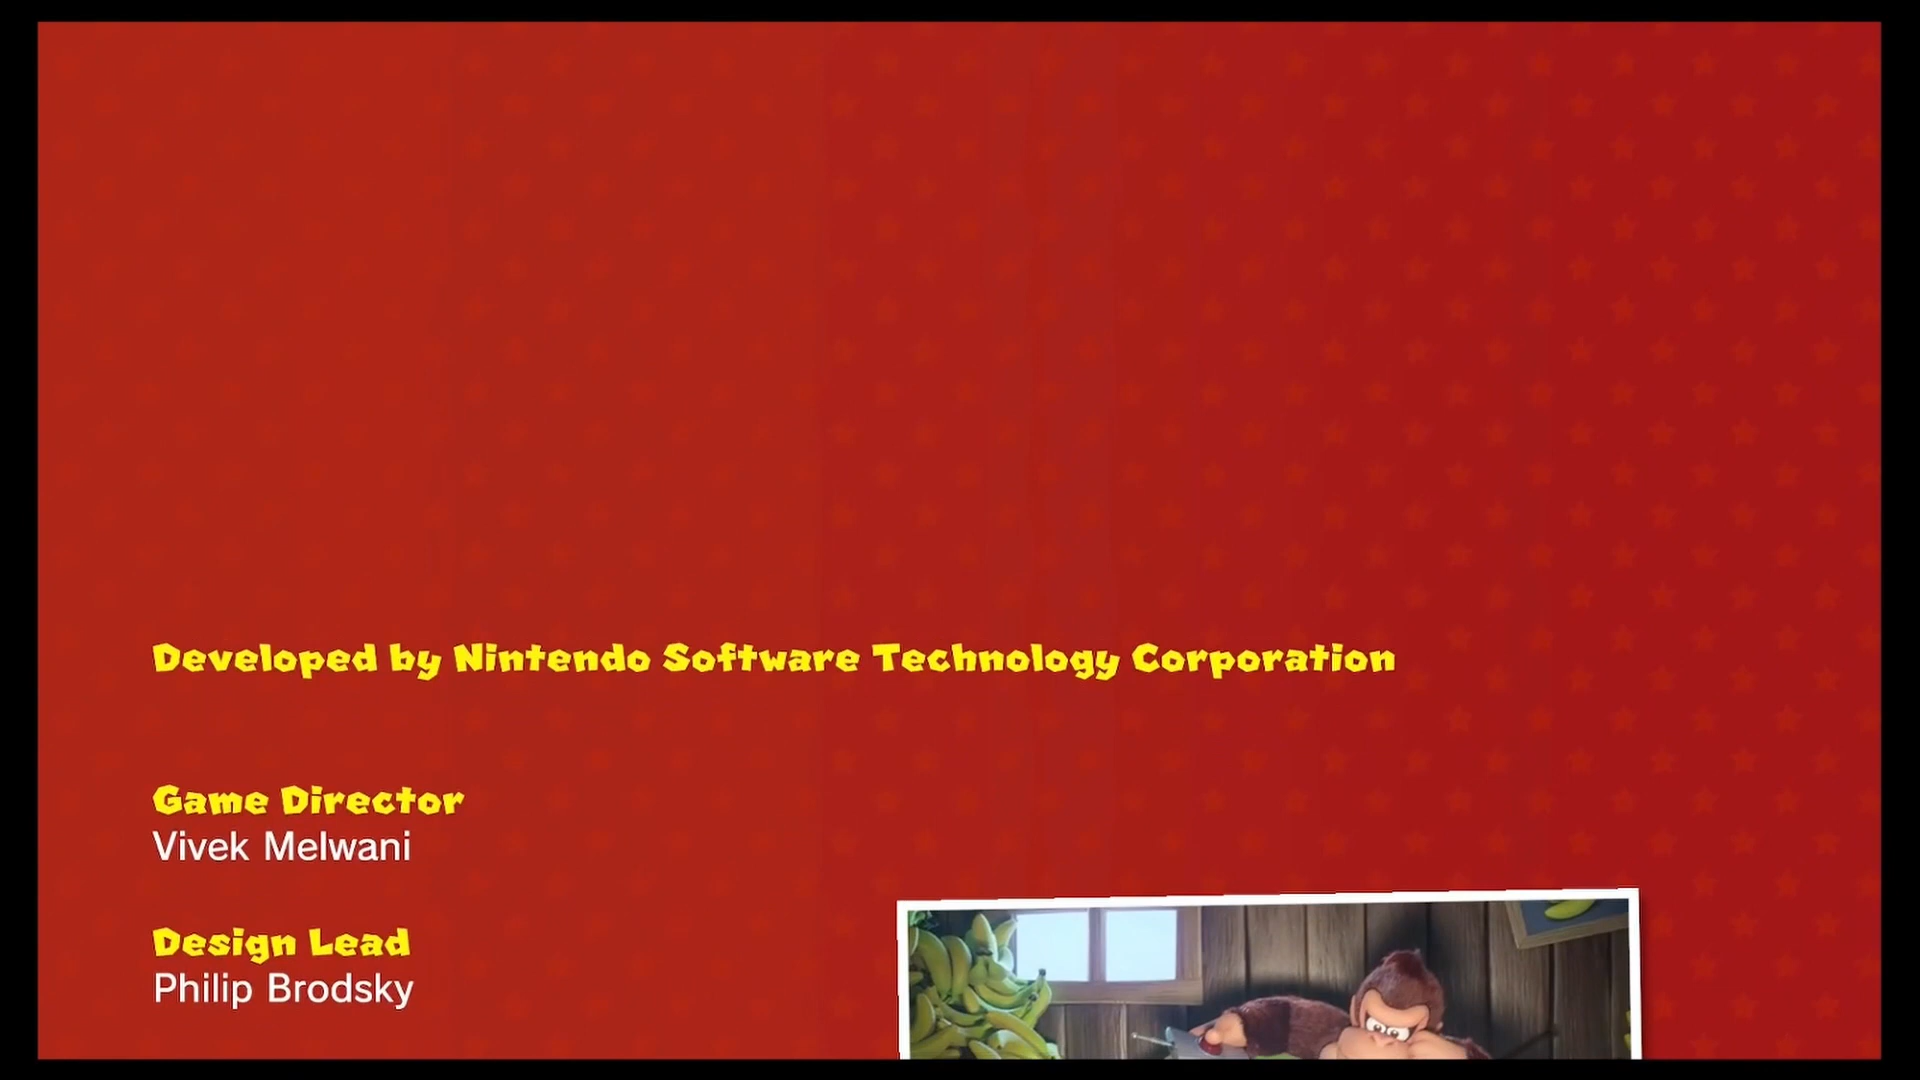 Developed by Nintendo Software Technology Corporation
Game Director
Vivek Melwani
Design Lead
Philip Brodsky